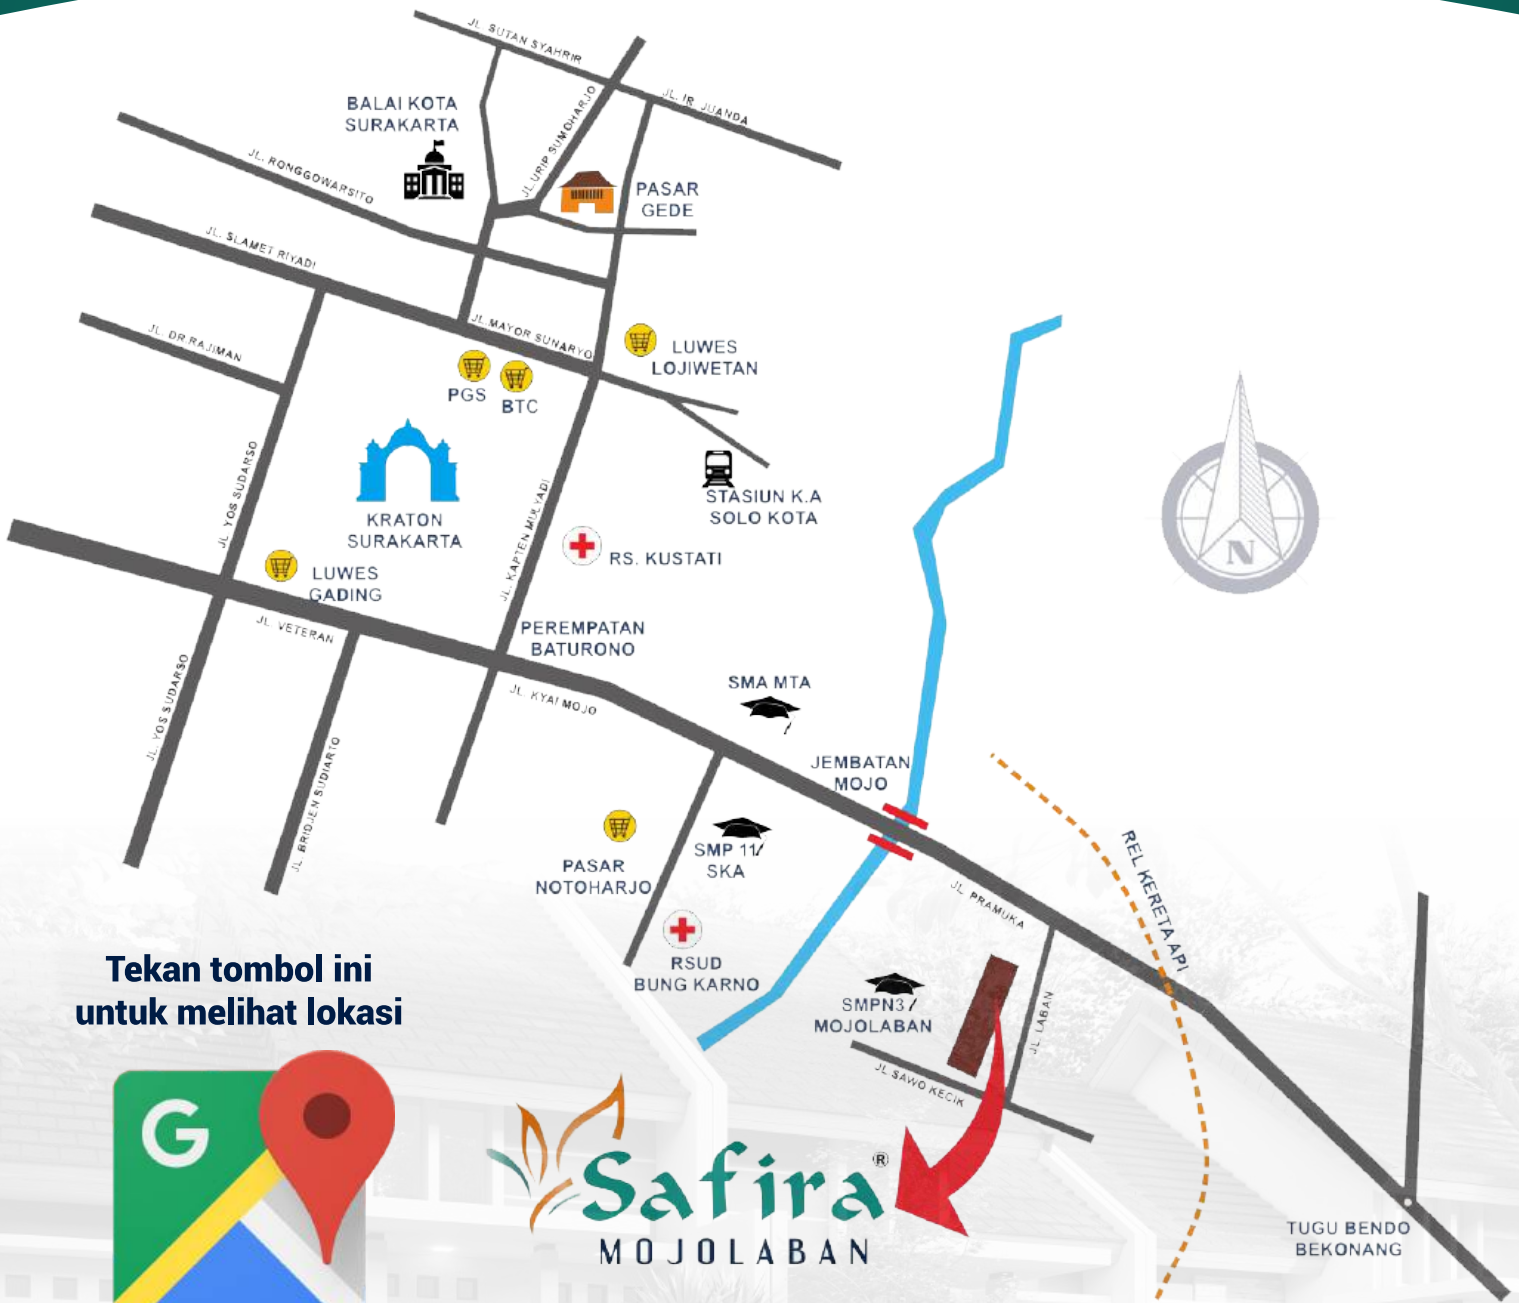 JL. SUTAN SYAHRIR
JL. IR. JUANDA
BALAI KOTA
SURAKARTA
JL.URIP SUMOHARJO
JL. RONGGOWARSITO
PASAR
GEDE
JL. SLAMET RIYADI
JL.MAYOR SUNARYO
JL. DR.RAJIMAN
LUWES
LOJIWETAN
PGS
BTC
JL. YOS SUDARSO
KRATON
SURAKARTA
JL. KAPTEN MULYADI
STASIUN K.A
SOLO KOTA
RS. KUSTATI
N
LUWES
GADING
JL. VETERAN
PEREMPATAN
BATURONO
JL. YOS SUDARSO
JL. KYAI MOJO
SMA MTA
JL. BRIDJEN SUDIARTO
JEMBATAN
MOJO
PASAR
NOTOHARJO
SMP 11
SKA
REL KERETA API
JL. PRAMUKA
RSUD
BUNG KARNO
SMPN3
MOJOLABAN
JL. LABAN
JL.SAWO KECIK
Tekan tombol ini
untuk melihat lokasi
G
Safira®
MOJOLABAN
TUGU BENDO
BEKONANG